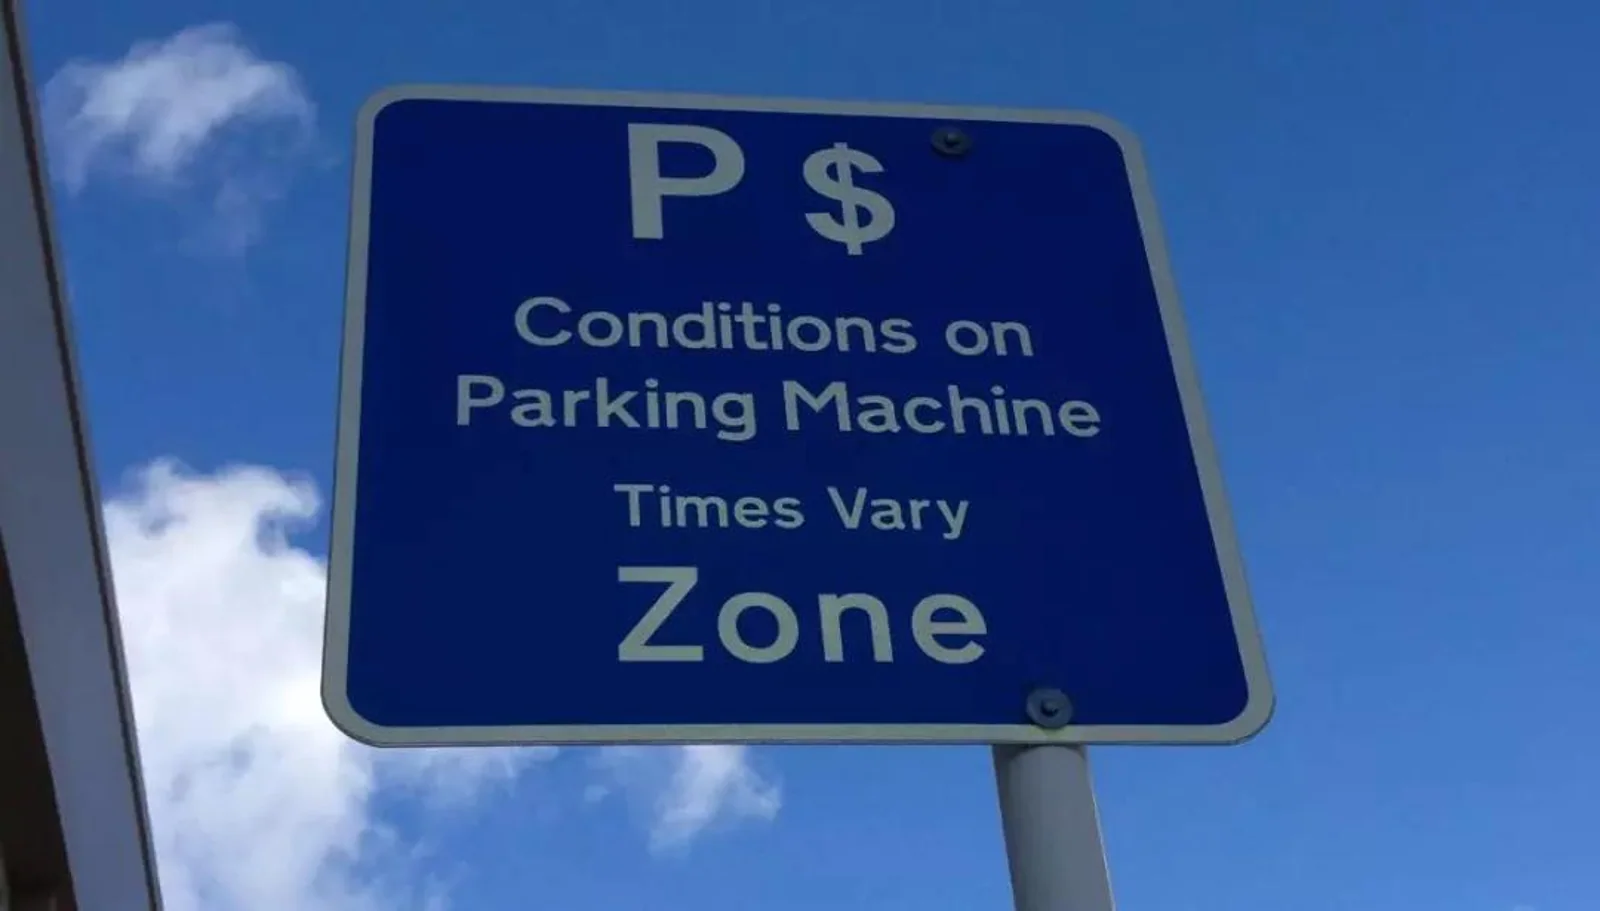 P $
Conditions on
Parking Machine
Times Vary
Zone